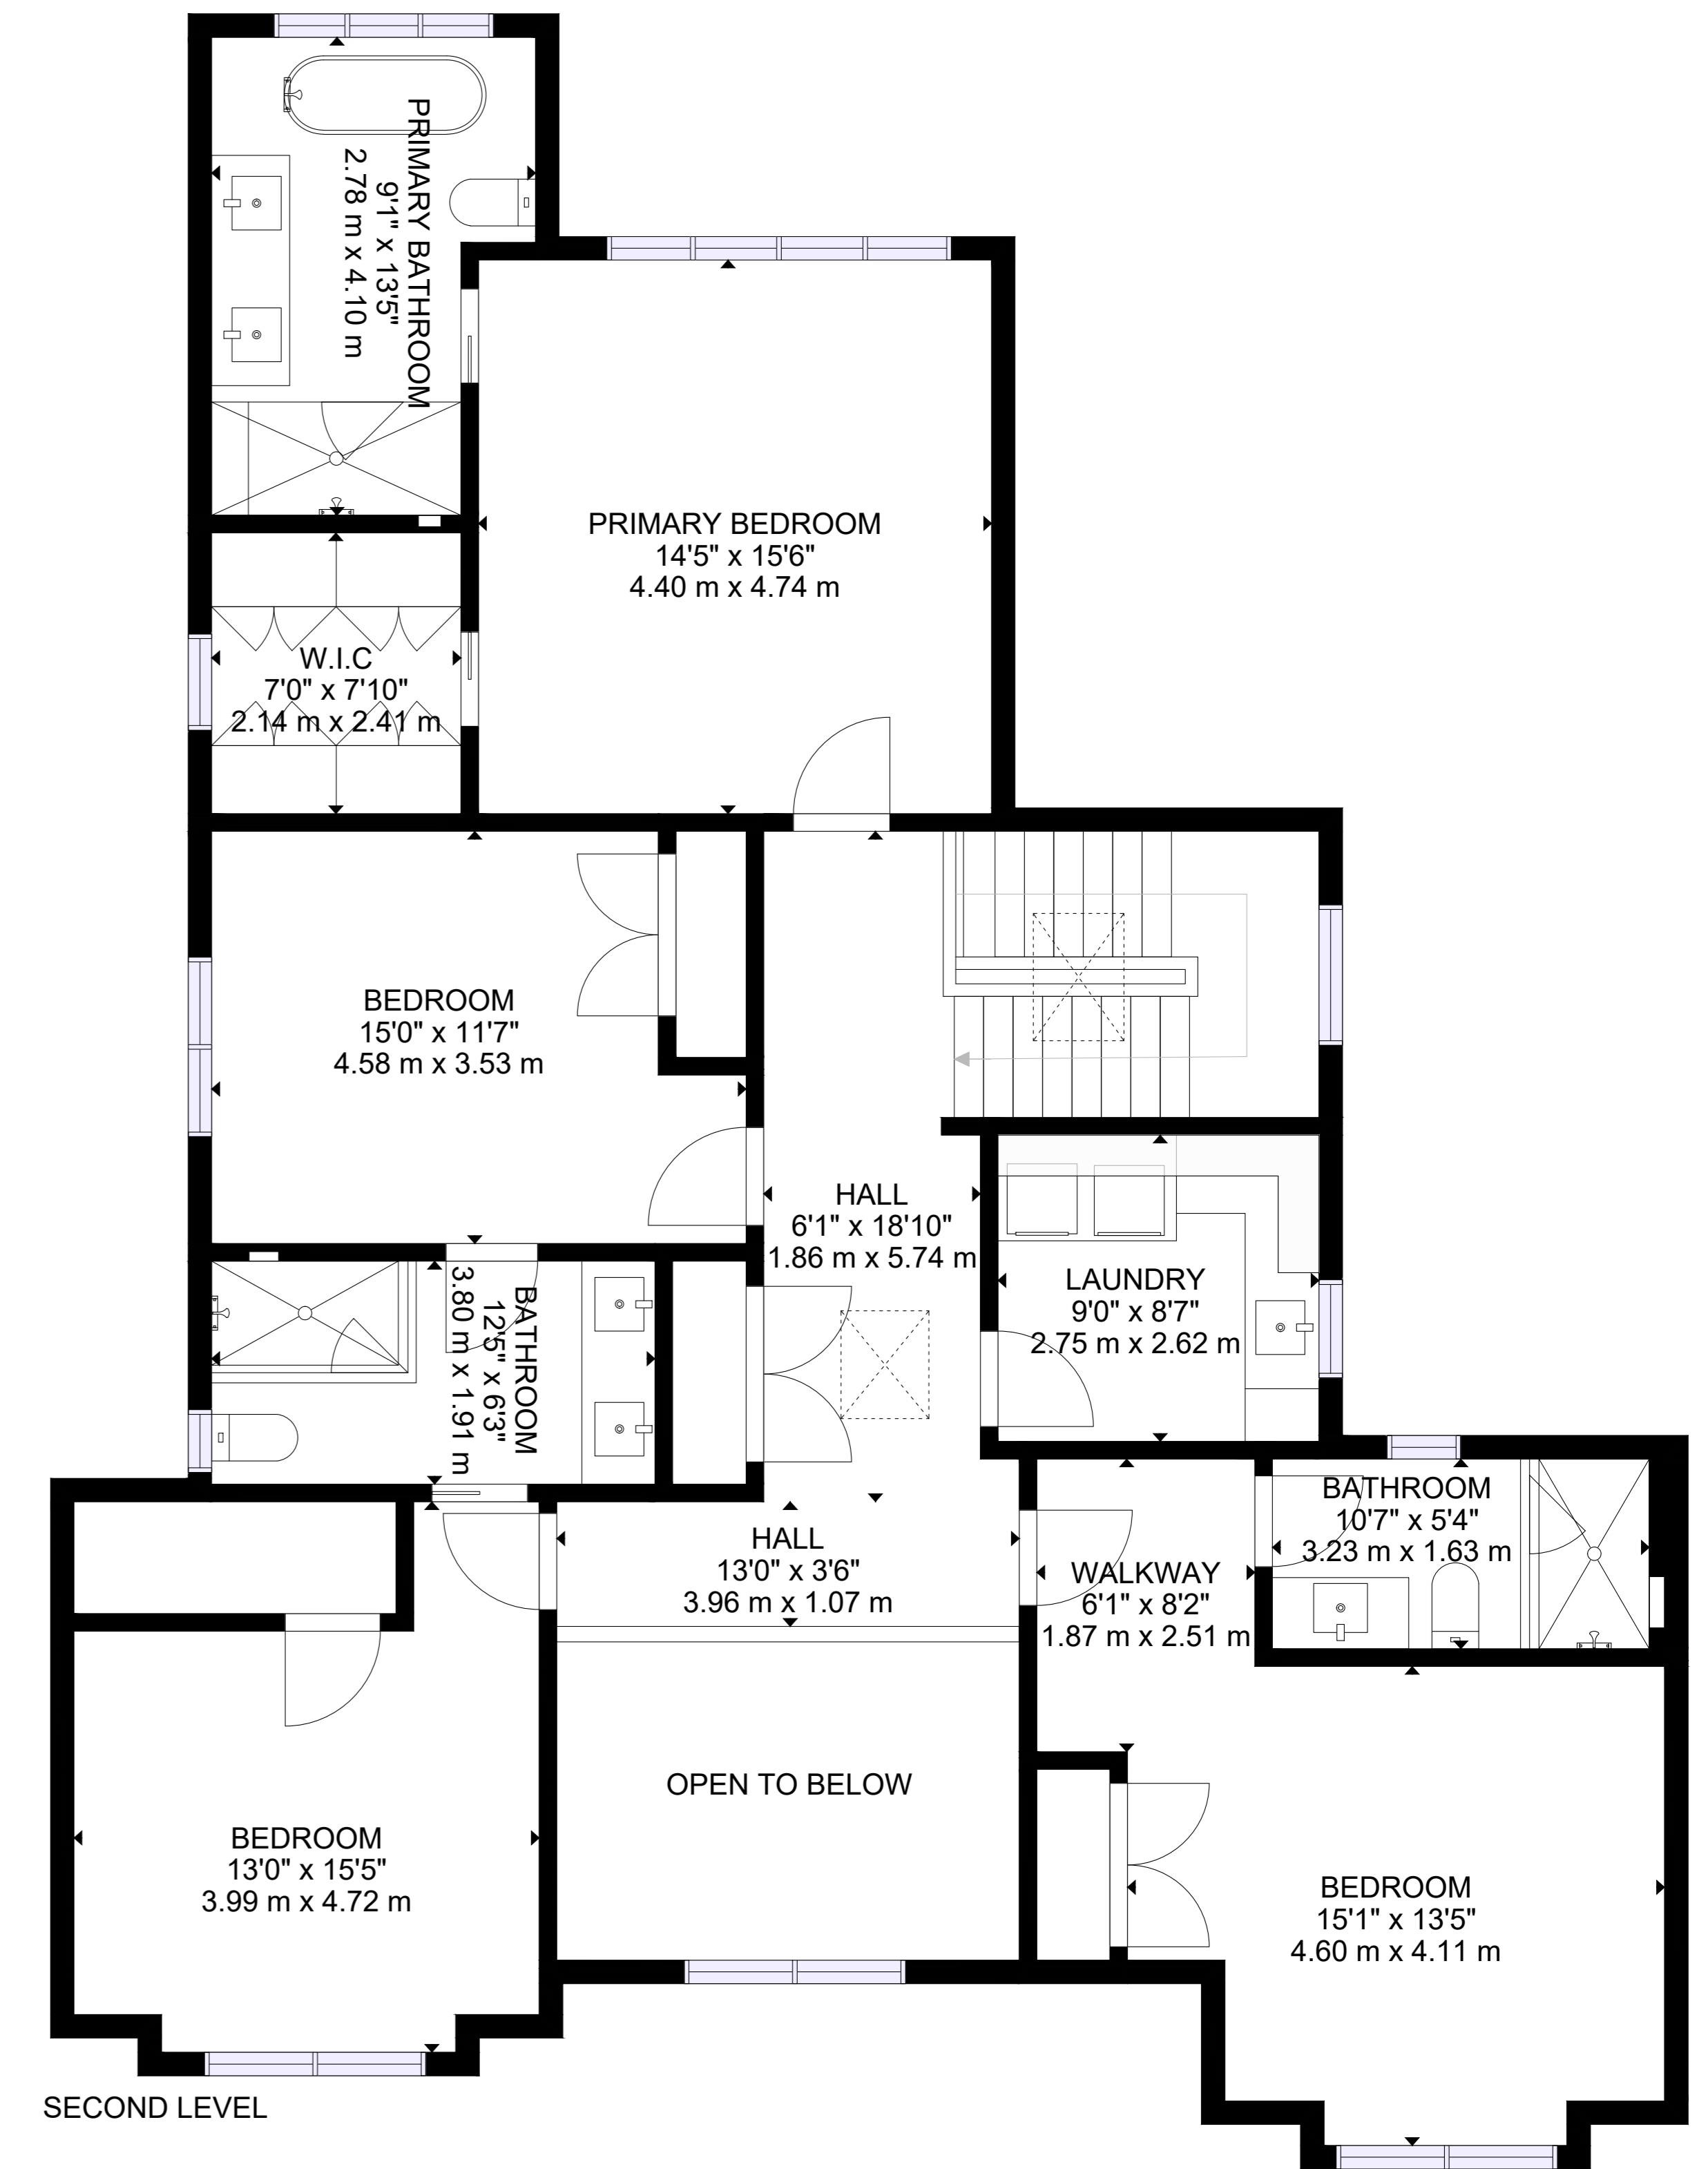 PRIMARY BATHROOM
9'1" x 13'5"
2.78 m x 4.10 m
PRIMARY BEDROOM
14'5" x 15'6"
4.40 m x 4.74 m
W.I.C
7'0" x 7'10"
2.14 m x 2.41 m
BEDROOM
15'0" x 11'7"
4.58 m x 3.53 m
HALL
6'1" x 18'10"
1.86 m x 5.74 m
LAUNDRY
9'0" x 8'7"
2.75 m x 2.62 m
BATHROOM
12'5" x 6'3"
3.80 m x 1.91 m
BATHROOM
10'7" x 5'4"
3.23 m x 1.63 m
HALL
13'0" x 3'6"
3.96 m x 1.07 m
WALKWAY
6'1" x 8'2"
1.87 m x 2.51 m
OPEN TO BELOW
BEDROOM
13'0" x 15'5"
3.99 m x 4.72 m
BEDROOM
15'1" x 13'5"
4.60 m x 4.11 m
SECOND LEVEL